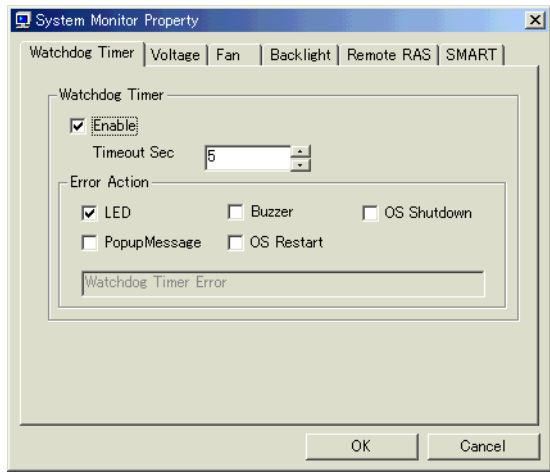 System Monitor Property
Watchdog Timer Voltage Fan Backlight Remote RAS SMART
Watchdog Timer
Enable
Timeout Sec 5
Error Action
LED Buzzer OS Shutdown
PopupMessage OS Restart
Watchdog Timer Error
OK Cancel